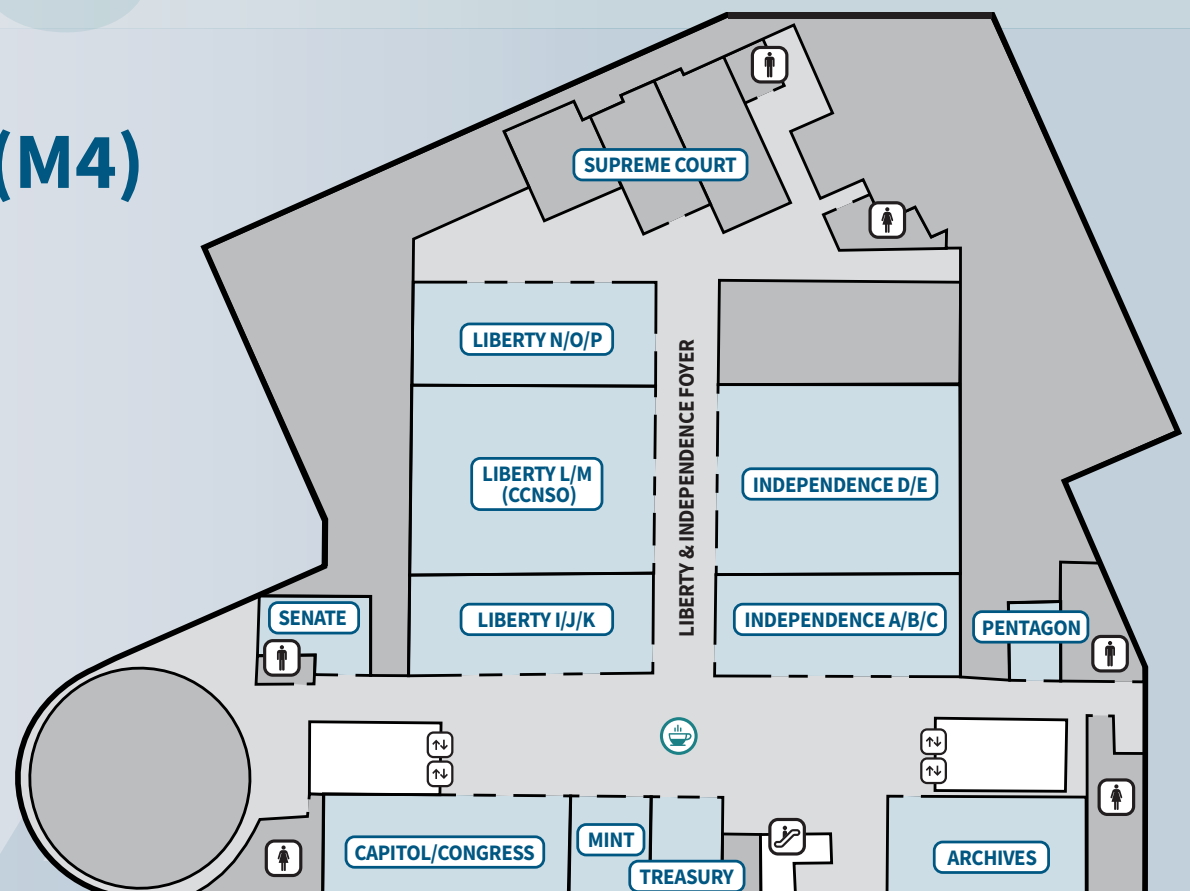 (M4)
SUPREME COURT
LIBERTY N/O/P
LIBERTY & INDEPENDENCE FOYER
LIBERTY L/M
(CCNSO)
INDEPENDENCE D/E
SENATE
LIBERTY I/J/K
INDEPENDENCE A/B/C
PENTAGON
CAPITOL/CONGRESS
MINT
TREASURY
ARCHIVES